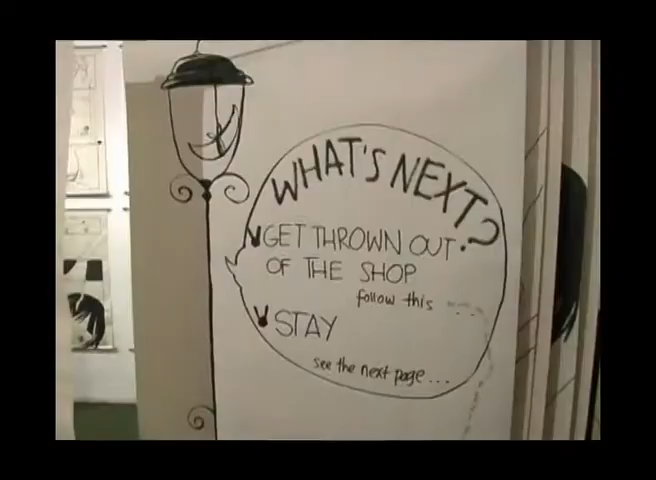 WHAT'S NEXT?
GET THROWN OUT
OF THE SHOP
follow this
STAY
see the next page...